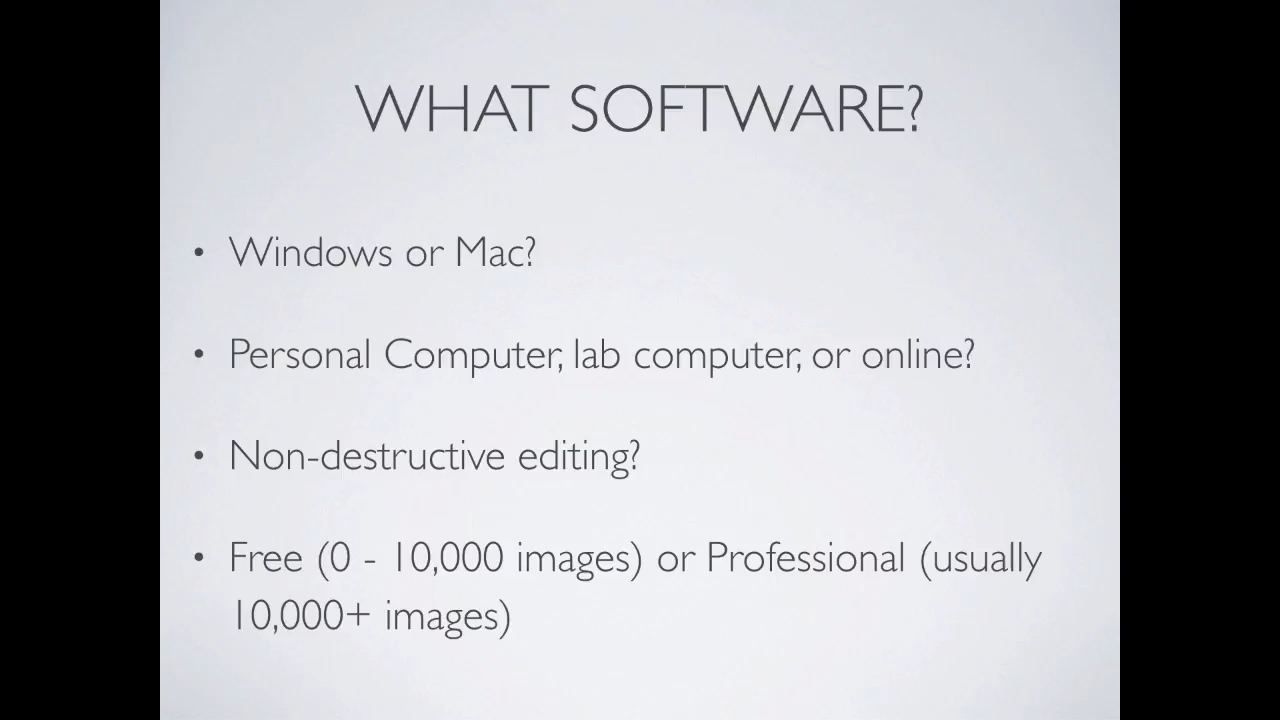 WHAT SOFTWARE?
• Windows or Mac?
• Personal Computer, lab computer, or online?
• Non-destructive editing?
• Free (0 - 10,000 images) or Professional (usually
10,000+ images)